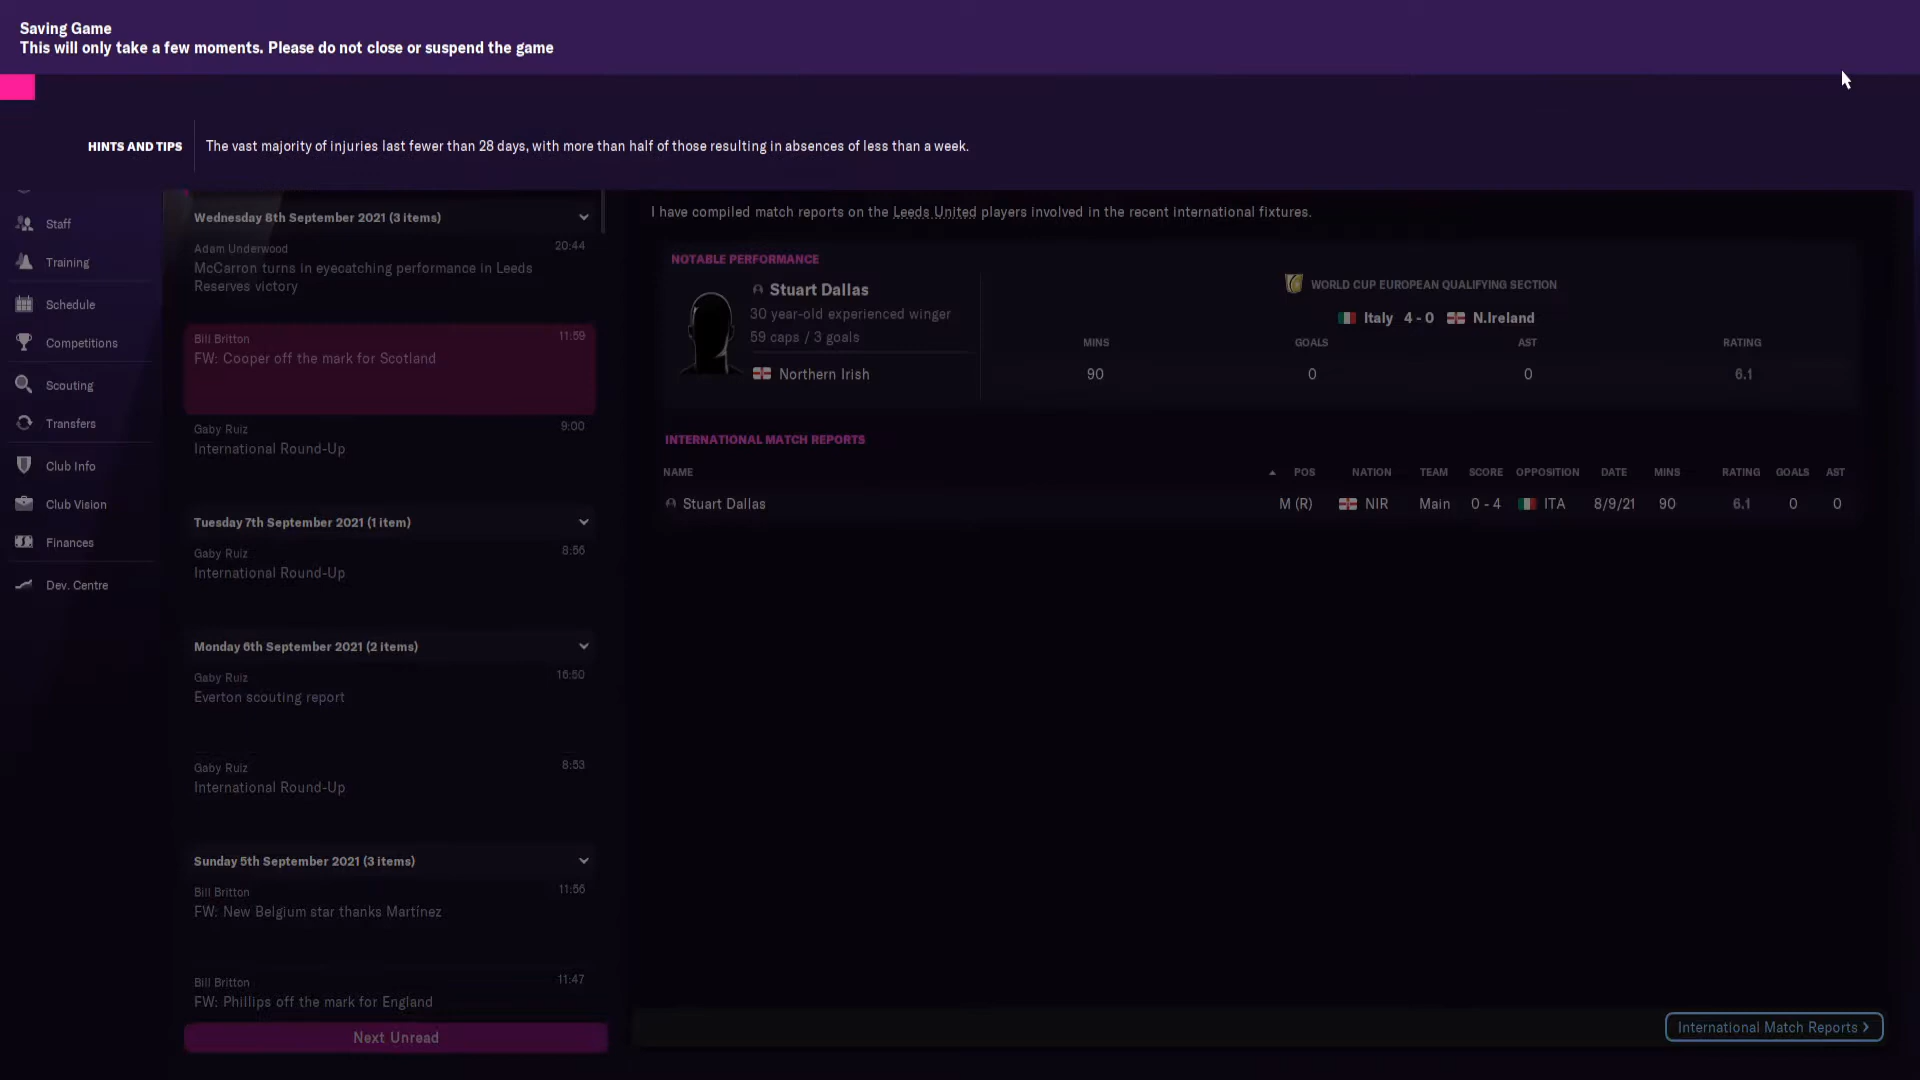 Saving Game
This will only take a few moments. Please do not close or suspend the game
HINTS AND TIPS
The vast majority of injuries last fewer than 28 days, with more than half of those resulting in absences of less than a week.
Staff
Training
Schedule
Competitions
Scouting
Transfers
Club Info
Club Vision
Finances
Dev. Centre
Wednesday 8th September 2021 (3 items)
Adam Underwood 20:44
McCarron turns in eyecatching performance in Leeds
Reserves victory
Bill Britton 11:59
FW: Cooper off the mark for Scotland
Gaby Ruiz 9:00
International Round-Up
Tuesday 7th September 2021 (1 item)
Gaby Ruiz 8:56
International Round-Up
Monday 6th September 2021 (2 items)
Gaby Ruiz 16:50
Everton scouting report
Gaby Ruiz 8:53
International Round-Up
Sunday 5th September 2021 (3 items)
Bill Britton 11:56
FW: New Belgium star thanks Martínez
Bill Britton 11:47
FW: Phillips off the mark for England
Next Unread
I have compiled match reports on the Leeds United players involved in the recent international fixtures.
NOTABLE PERFORMANCE
Stuart Dallas
30 year-old experienced winger
59 caps / 3 goals
Northern Irish
WORLD CUP EUROPEAN QUALIFYING SECTION
Italy 4 - 0 N.Ireland
MINS GOALS AST RATING
90 0 0 6.1
INTERNATIONAL MATCH REPORTS
NAME POS NATION TEAM SCORE OPPOSITION DATE MINS RATING GOALS AST
Stuart Dallas M (R) NIR Main 0 - 4 ITA 8/9/21 90 6.1 0 0
International Match Reports >